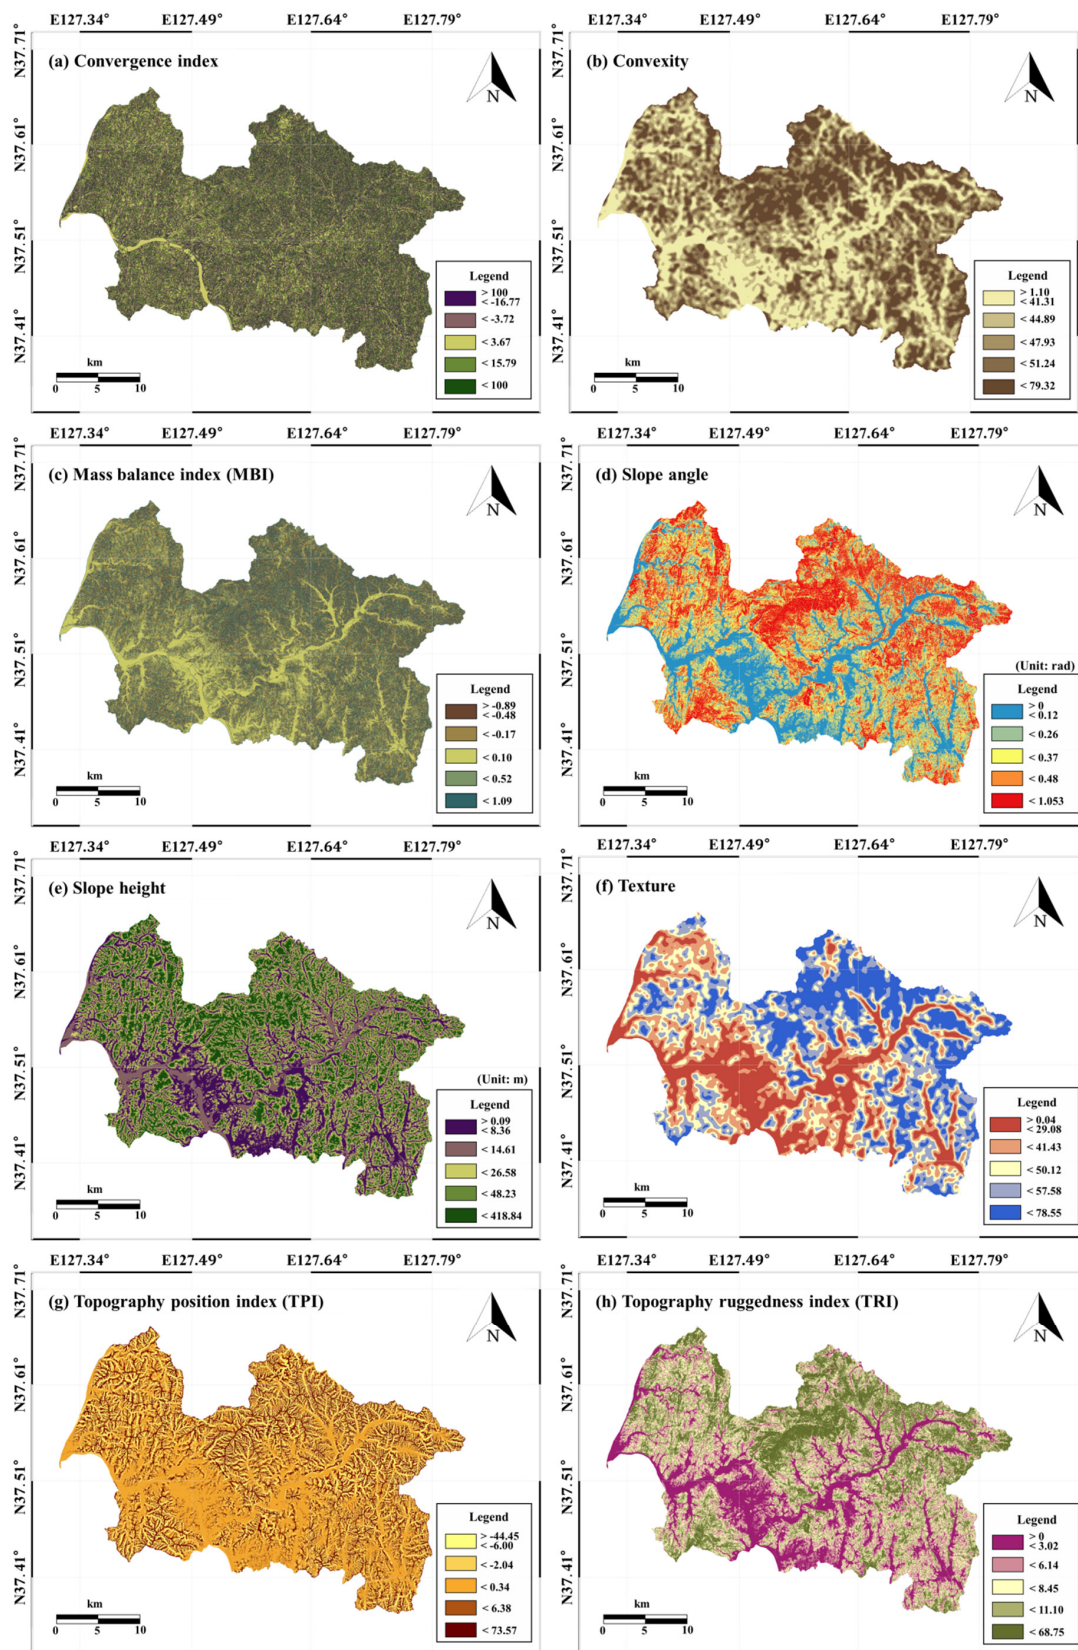 E127.34° E127.49° E127.64° E127.79°
N37.71° N37.61° N37.51° N37.41°
(a) Convergence index
N
Legend
> 100
< -16.77
< -3.72
< 3.67
< 15.79
< 100
km
0 5 10
E127.34° E127.49° E127.64° E127.79°
N37.71° N37.61° N37.51° N37.41°
(b) Convexity
N
Legend
> 1.10
< 41.31
< 44.89
< 47.93
< 51.24
< 79.32
km
0 5 10
E127.34° E127.49° E127.64° E127.79°
N37.71° N37.61° N37.51° N37.41°
(c) Mass balance index (MBI)
N
Legend
> -0.89
< -0.48
< -0.17
< 0.10
< 0.52
< 1.09
km
0 5 10
E127.34° E127.49° E127.64° E127.79°
N37.71° N37.61° N37.51° N37.41°
(d) Slope angle
N
(Unit: rad)
Legend
> 0
< 0.12
< 0.26
< 0.37
< 0.48
< 1.053
km
0 5 10
E127.34° E127.49° E127.64° E127.79°
N37.71° N37.61° N37.51° N37.41°
(e) Slope height
N
(Unit: m)
Legend
> 0.09
< 8.36
< 14.61
< 26.58
< 48.23
< 418.84
km
0 5 10
E127.34° E127.49° E127.64° E127.79°
N37.71° N37.61° N37.51° N37.41°
(f) Texture
N
Legend
> 0.04
< 29.08
< 41.43
< 50.12
< 57.58
< 78.55
km
0 5 10
E127.34° E127.49° E127.64° E127.79°
N37.71° N37.61° N37.51° N37.41°
(g) Topography position index (TPI)
N
Legend
> -44.45
< -6.00
< -2.04
< 0.34
< 6.38
< 73.57
km
0 5 10
E127.34° E127.49° E127.64° E127.79°
N37.71° N37.61° N37.51° N37.41°
(h) Topography ruggedness index (TRI)
N
Legend
> 0
< 3.02
< 6.14
< 8.45
< 11.10
< 68.75
km
0 5 10